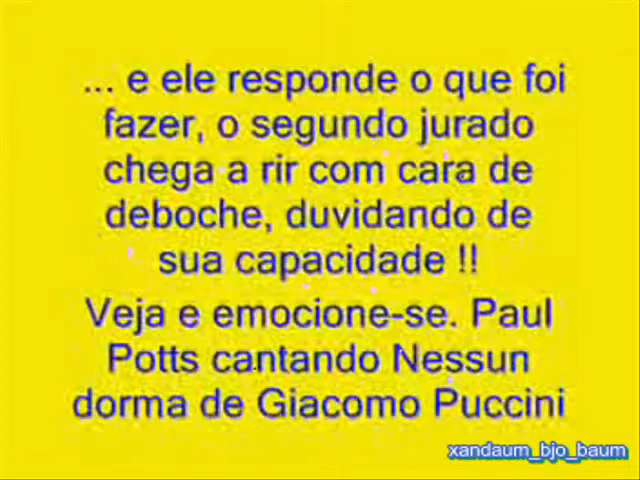 ... e ele responde o que foi
fazer, o segundo jurado
chega a rir com cara de
deboche, duvidando de
sua capacidade !!
Veja e emocione-se. Paul
Potts cantando Nessun
dorma de Giacomo Puccini
xandaum_bjo_baum